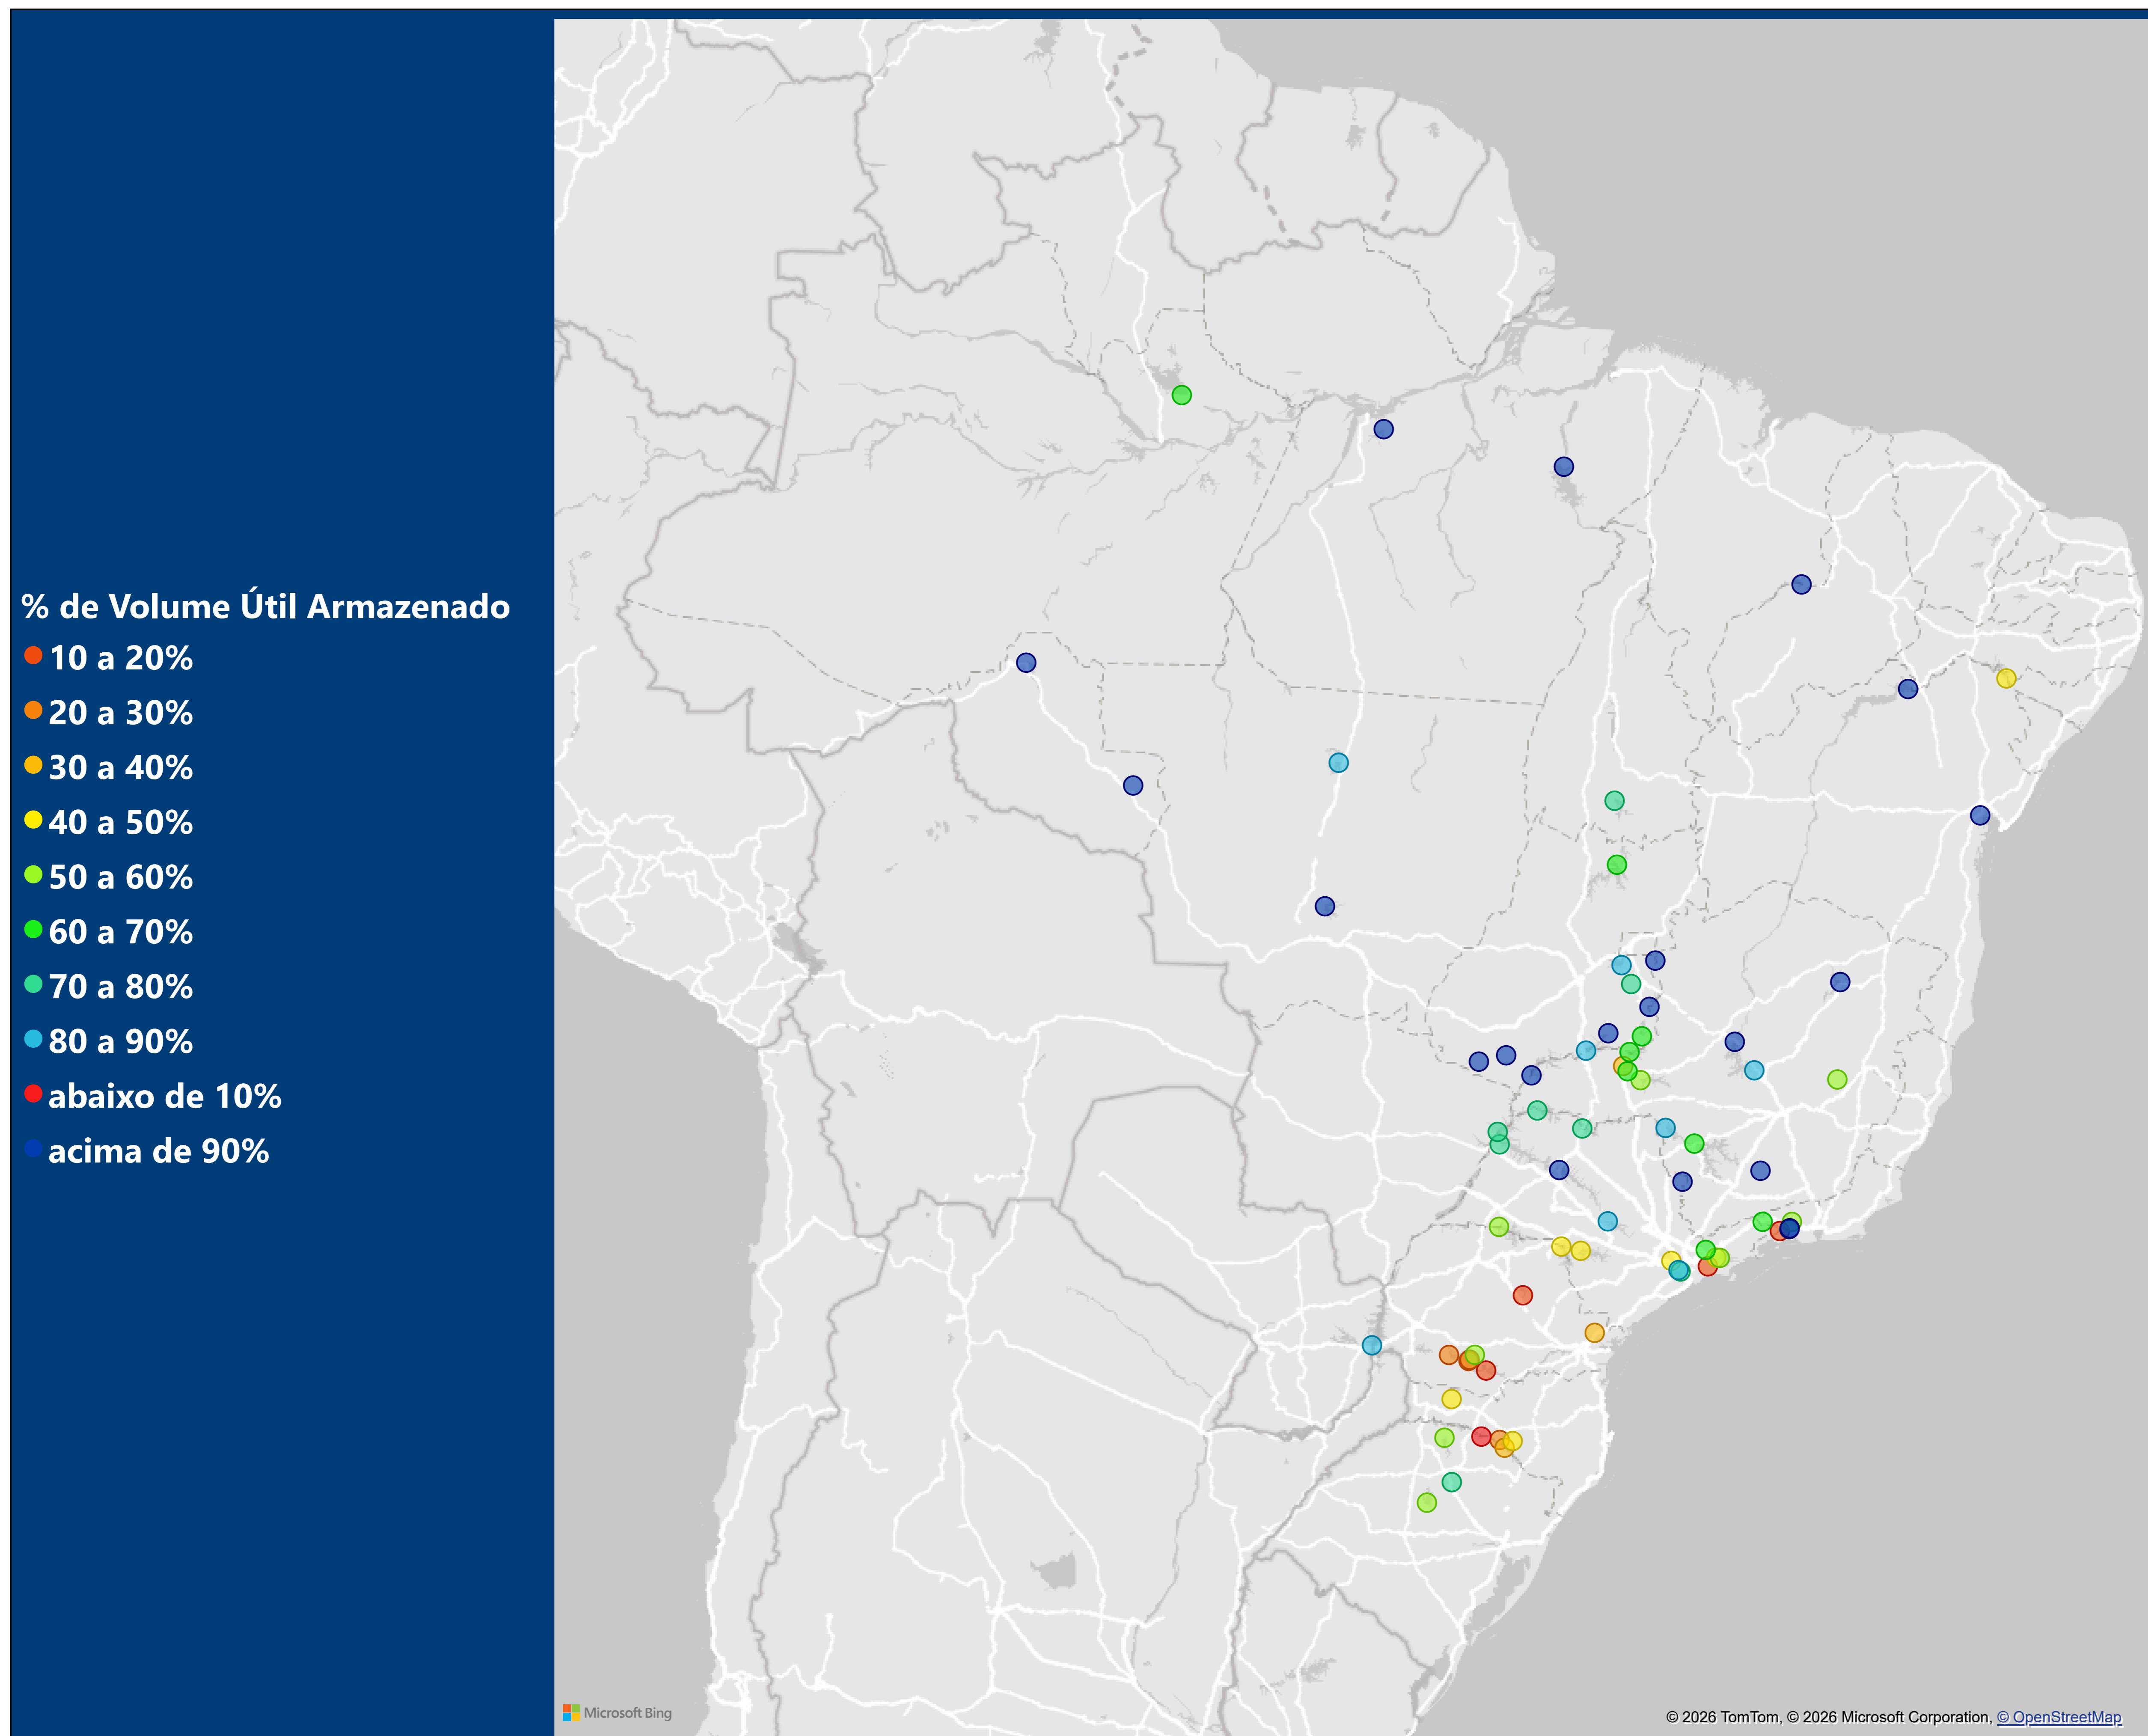 % de Volume Útil Armazenado
10 a 20%
20 a 30%
30 a 40%
40 a 50%
50 a 60%
60 a 70%
70 a 80%
80 a 90%
abaixo de 10%
acima de 90%
Microsoft Bing
© 2026 TomTom, © 2026 Microsoft Corporation, © OpenStreetMap